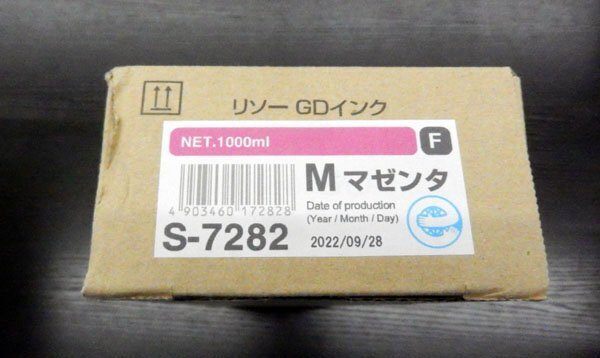 リソー GDインク
NET.1000ml
F
M マゼンタ
4 903460 172828
Date of production
(Year / Month / Day)
S-7282
2022/09/28